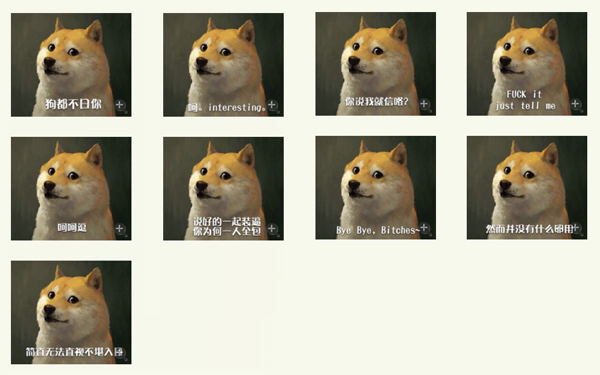 狗都不日你
呵。interesting。
你说我就信咯?
FUCK it
just tell me
呵呵逗
说好的一起装逼
你为何一人全包
Bye Bye, Bitches~
然而并没有什么卵用
简直无法直视不堪入目